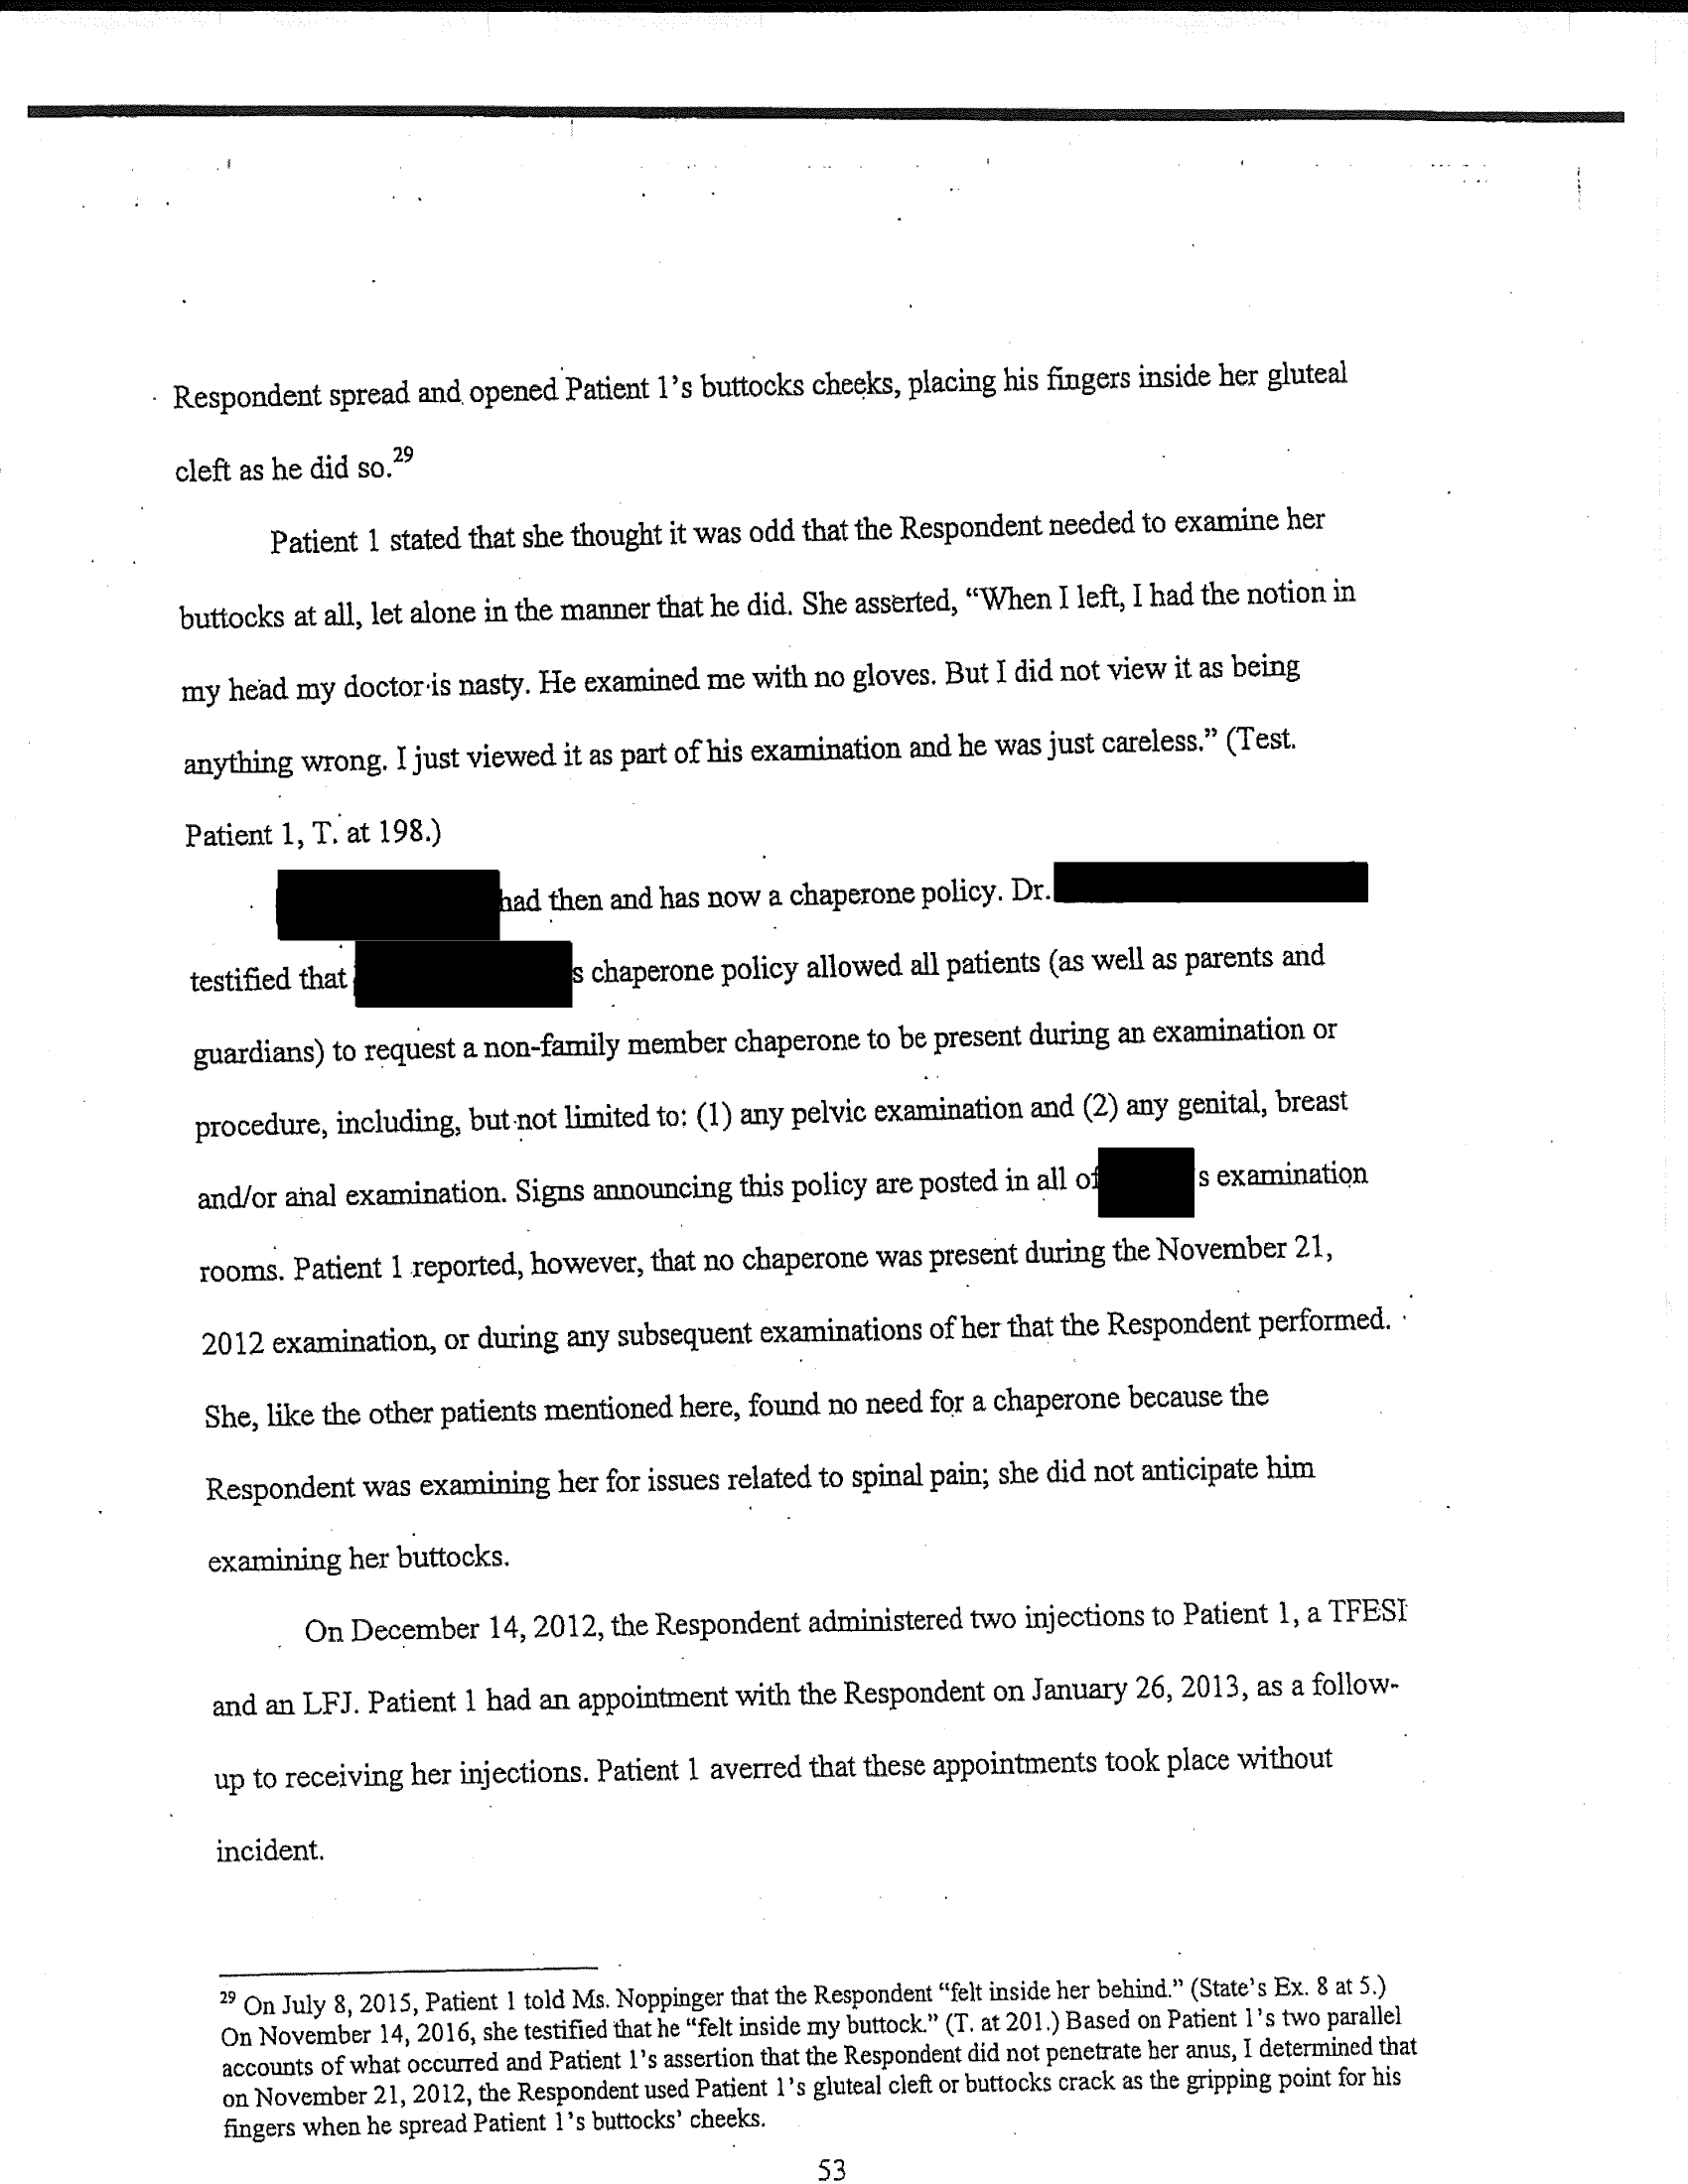 Respondent spread and opened Patient 1's buttocks cheeks, placing his fingers inside her gluteal
cleft as he did so.29
Patient 1 stated that she thought it was odd that the Respondent needed to examine her
buttocks at all, let alone in the manner that he did. She asserted, “When I left, I had the notion in
my head my doctor is nasty. He examined me with no gloves. But I did not view it as being
anything wrong. I just viewed it as part of his examination and he was just careless.” (Test.
Patient 1, T. at 198.)
had then and has now a chaperone policy. Dr.
testified that s chaperone policy allowed all patients (as well as parents and
guardians) to request a non-family member chaperone to be present during an examination or
procedure, including, but not limited to: (1) any pelvic examination and (2) any genital, breast
and/or anal examination. Signs announcing this policy are posted in all of s examination
rooms. Patient 1 reported, however, that no chaperone was present during the November 21,
2012 examination, or during any subsequent examinations of her that the Respondent performed.
She, like the other patients mentioned here, found no need for a chaperone because the
Respondent was examining her for issues related to spinal pain; she did not anticipate him
examining her buttocks.
On December 14, 2012, the Respondent administered two injections to Patient 1, a TFESI
and an LFJ. Patient 1 had an appointment with the Respondent on January 26, 2013, as a follow-
up to receiving her injections. Patient 1 averred that these appointments took place without
incident.
29 On July 8, 2015, Patient 1 told Ms. Noppinger that the Respondent “felt inside her behind.” (State's Ex. 8 at 5.)
On November 14, 2016, she testified that he “felt inside my buttock.” (T. at 201.) Based on Patient 1's two parallel
accounts of what occurred and Patient 1's assertion that the Respondent did not penetrate her anus, I determined that
on November 21, 2012, the Respondent used Patient 1's gluteal cleft or buttocks crack as the gripping point for his
fingers when he spread Patient 1's buttocks' cheeks.
53